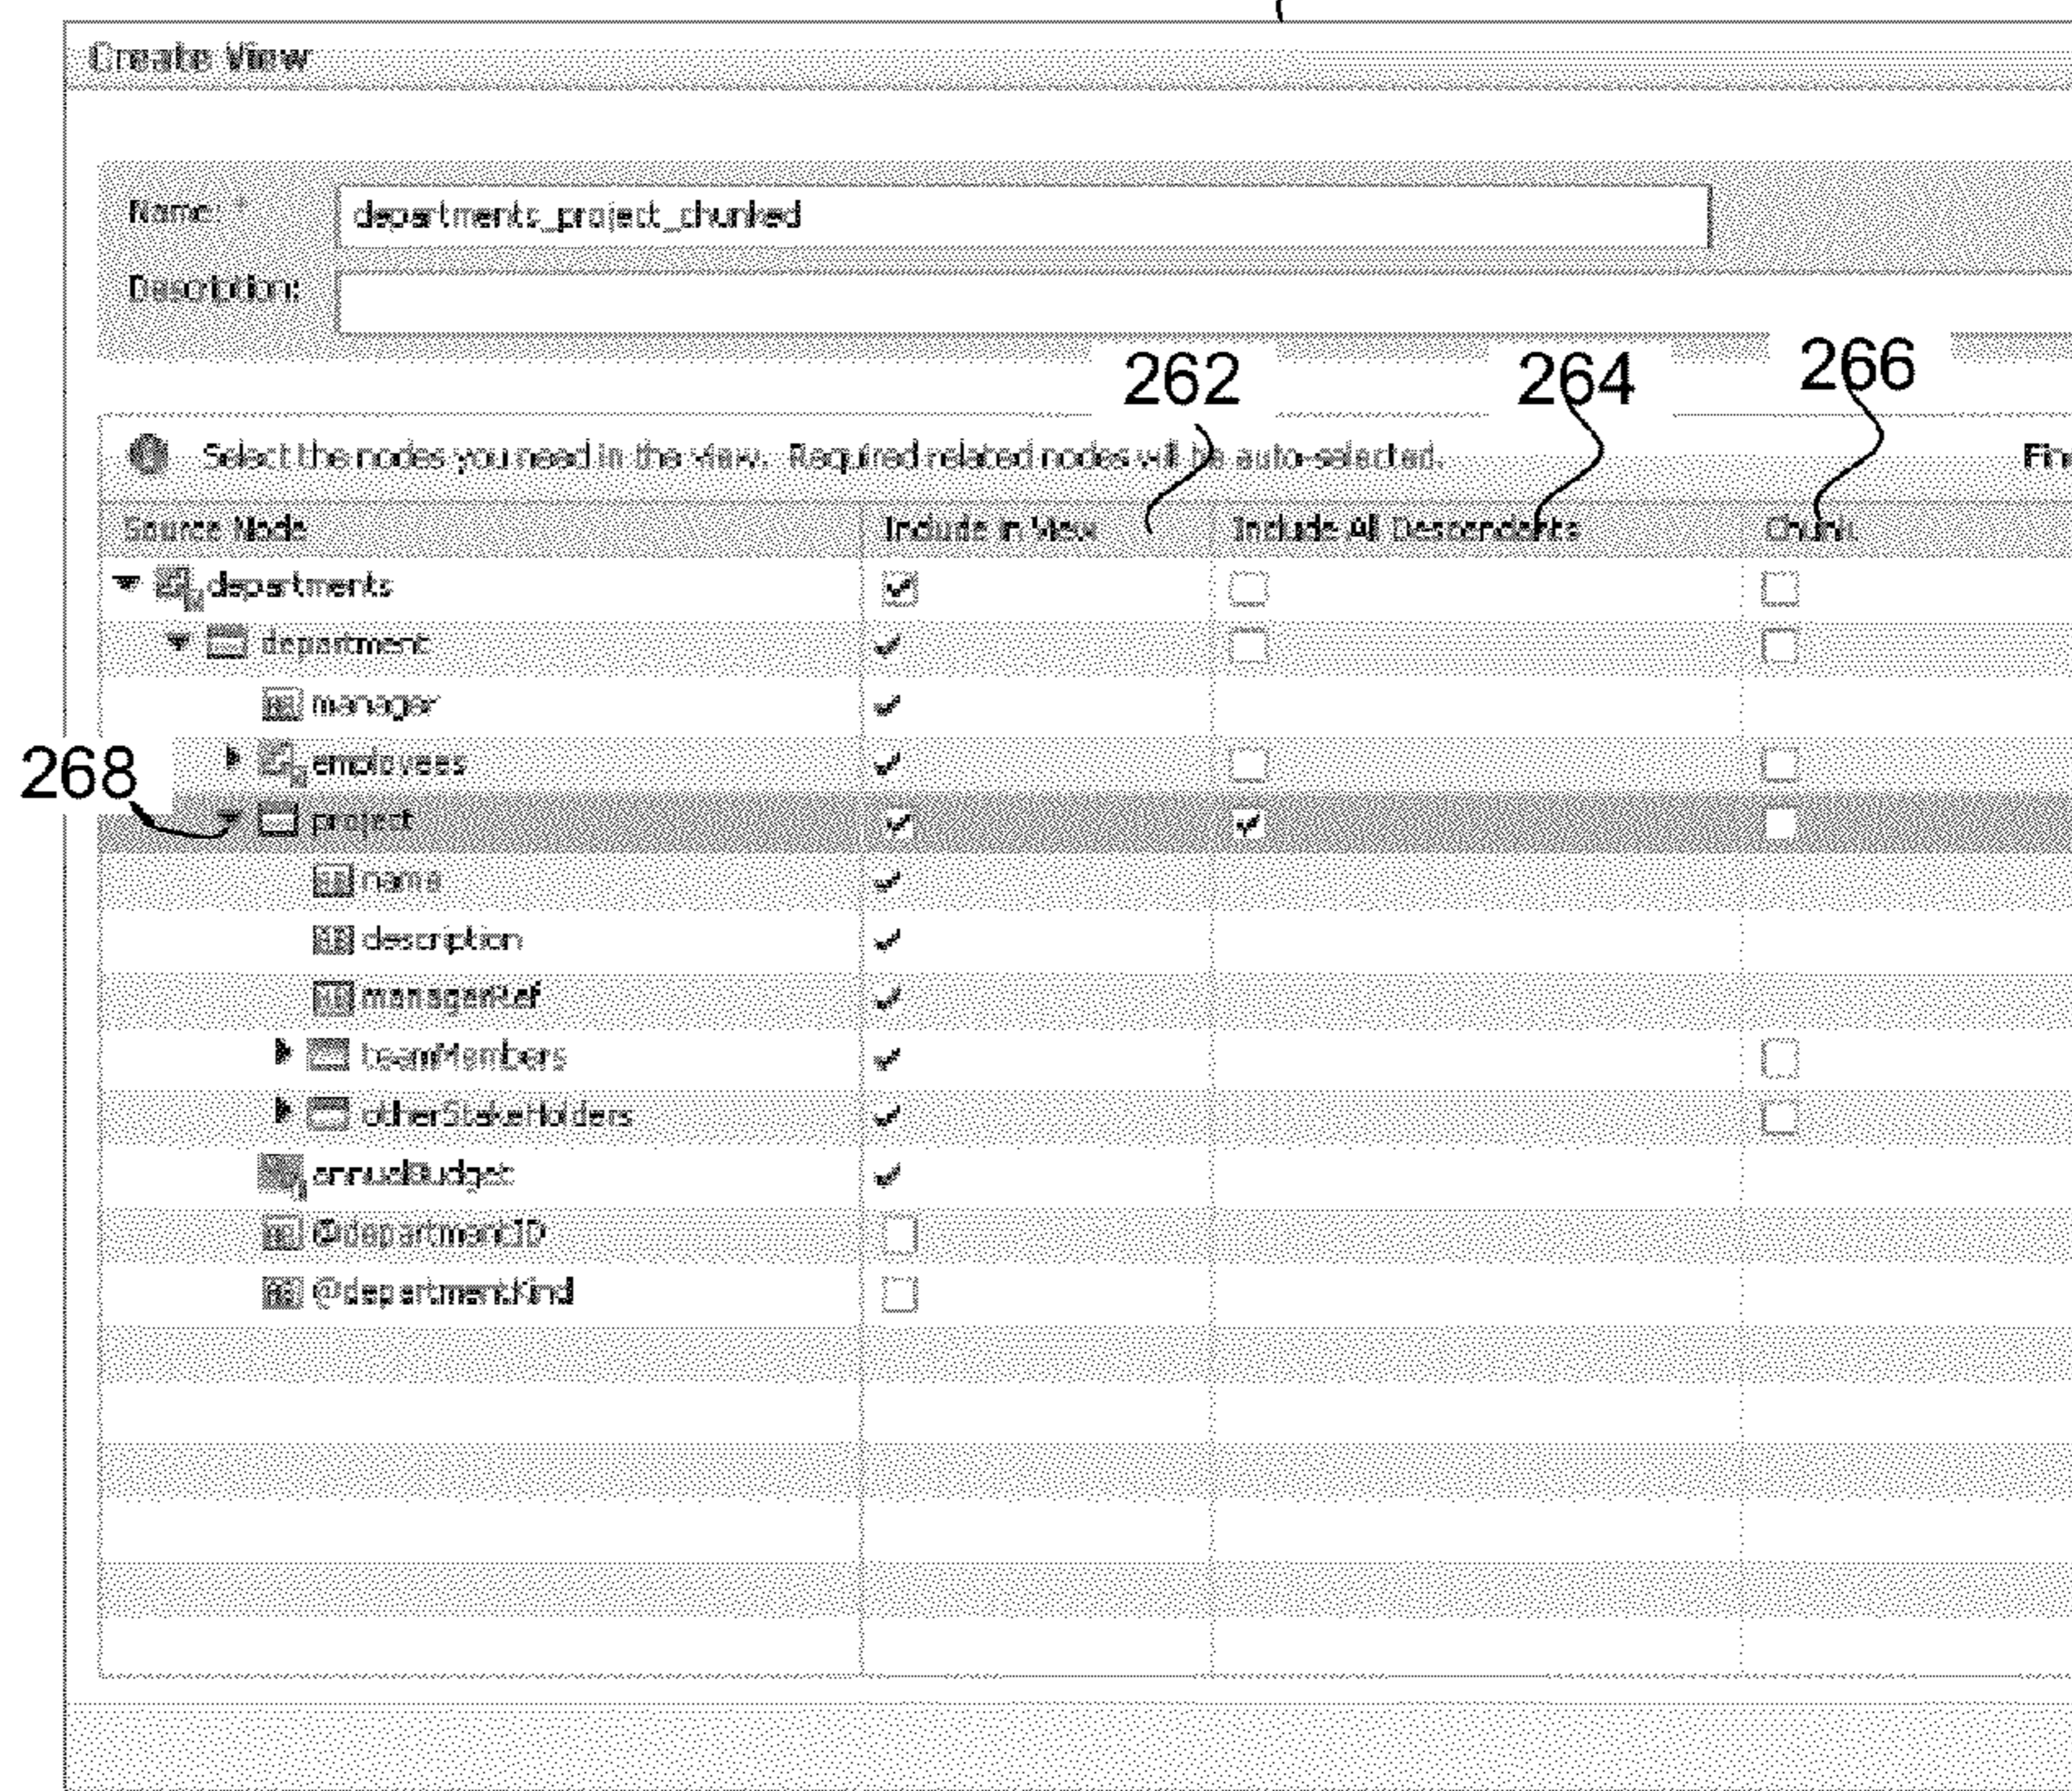 Create View
Name: *
departments_project_chunked
Description:
262
264
266
Select the nodes you need in the view. Required related nodes will be auto-selected.
Source Node
Include in View
Include All Descendents
Chunk
departments
department
manager
employees
268
project
name
description
managerRef
teamMembers
otherStakeHolders
annualBudget
@departmentID
@departmentKind